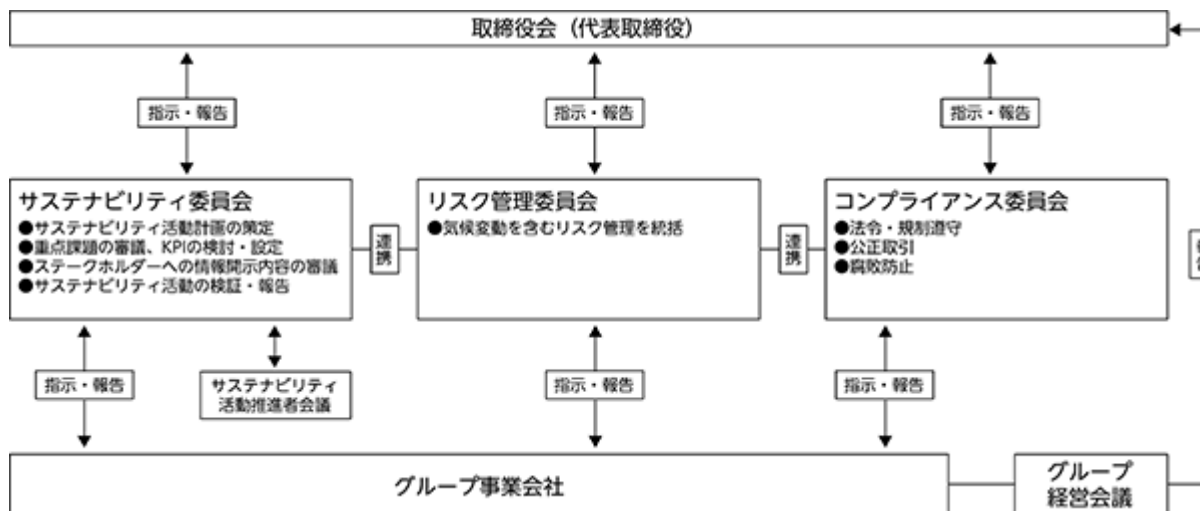 取締役会（代表取締役）
指示・報告
指示・報告
指示・報告
サステナビリティ委員会
●サステナビリティ活動計画の策定
●重点課題の審議、KPIの検討・設定
●ステークホルダーへの情報開示内容の審議
●サステナビリティ活動の検証・報告
連携
リスク管理委員会
●気候変動を含むリスク管理を統括
連携
コンプライアンス委員会
●法令・規制遵守
●公正取引
●腐敗防止
指示・報告
サステナビリティ
活動推進者会議
指示・報告
指示・報告
グループ事業会社
グループ
経営会議